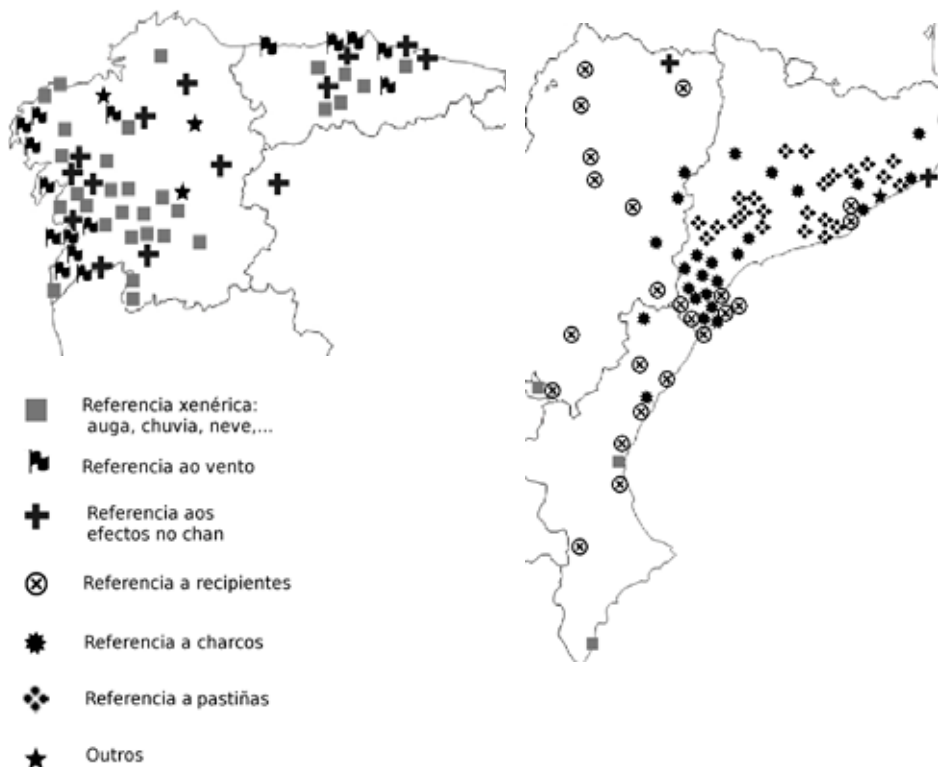 Referencia xenérica:
auga, chuvia, neve,...
Referencia ao vento
Referencia aos
efectos no chan
Referencia a recipientes
Referencia a charcos
Referencia a pastiñas
Outros